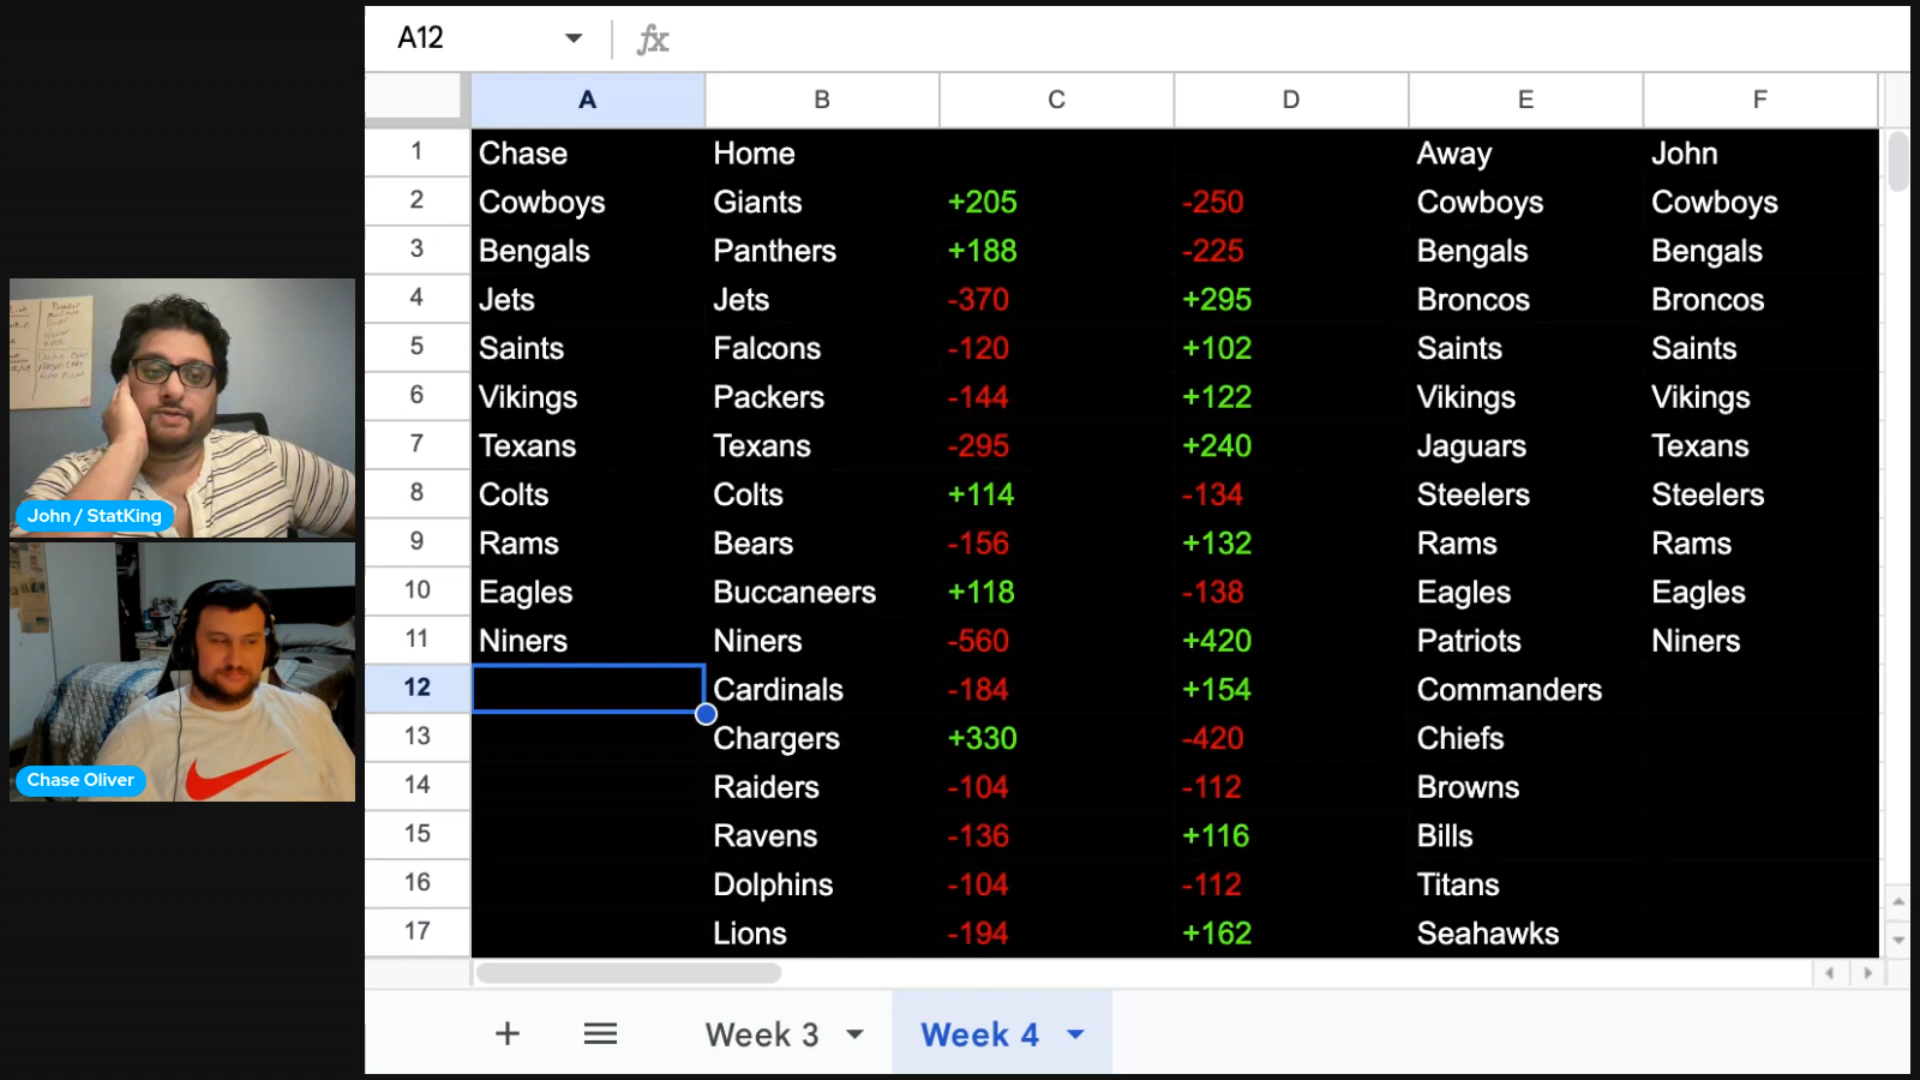 A12 fx
A B C D E F
1 Chase Home Away John
2 Cowboys Giants +205 -250 Cowboys Cowboys
3 Bengals Panthers +188 -225 Bengals Bengals
4 Jets Jets -370 +295 Broncos Broncos
5 Saints Falcons -120 +102 Saints Saints
6 Vikings Packers -144 +122 Vikings Vikings
7 Texans Texans -295 +240 Jaguars Texans
8 Colts Colts +114 -134 Steelers Steelers
9 Rams Bears -156 +132 Rams Rams
10 Eagles Buccaneers +118 -138 Eagles Eagles
11 Niners Niners -560 +420 Patriots Niners
12 Cardinals -184 +154 Commanders
13 Chargers +330 -420 Chiefs
14 Raiders -104 -112 Browns
15 Ravens -136 +116 Bills
16 Dolphins -104 -112 Titans
17 Lions -194 +162 Seahawks
Week 3 Week 4
John / StatKing
Chase Oliver